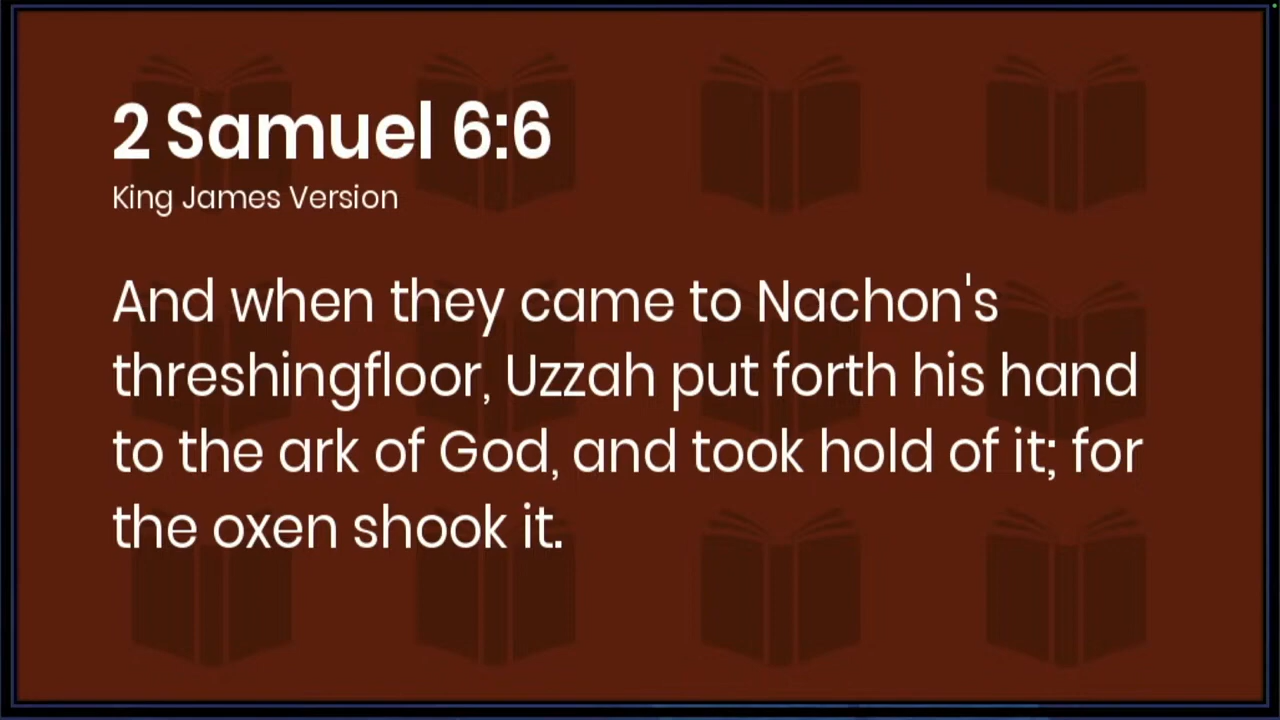 2 Samuel 6:6
King James Version
And when they came to Nachon's
threshingfloor, Uzzah put forth his hand
to the ark of God, and took hold of it; for
the oxen shook it.